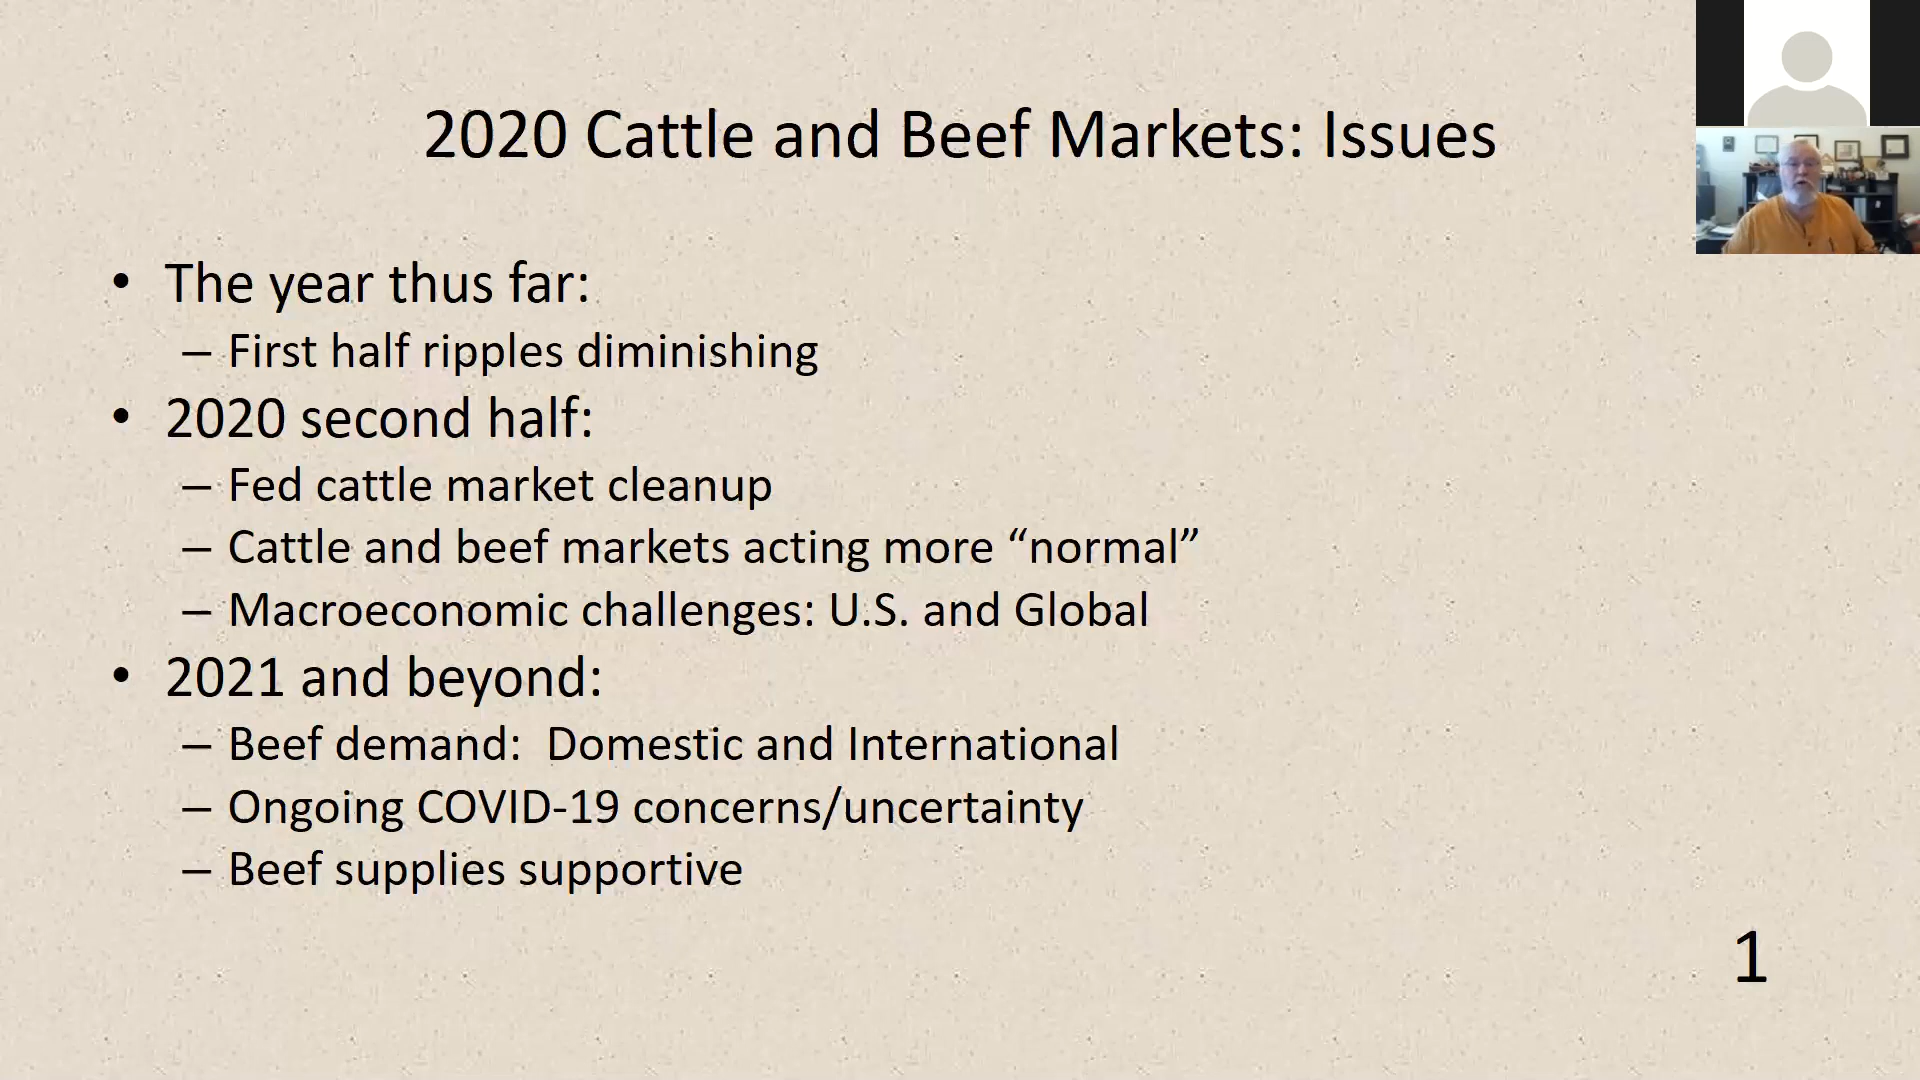 2020 Cattle and Beef Markets: Issues
• The year thus far:
– First half ripples diminishing
• 2020 second half:
– Fed cattle market cleanup
– Cattle and beef markets acting more “normal”
– Macroeconomic challenges: U.S. and Global
• 2021 and beyond:
– Beef demand:  Domestic and International
– Ongoing COVID-19 concerns/uncertainty
– Beef supplies supportive
1